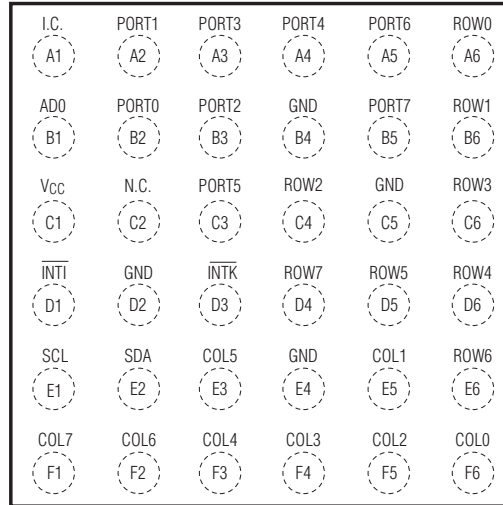 I.C. PORT1 PORT3 PORT4 PORT6 ROW0
A1 A2 A3 A4 A5 A6
AD0 PORT0 PORT2 GND PORT7 ROW1
B1 B2 B3 B4 B5 B6
VCC N.C. PORT5 ROW2 GND ROW3
C1 C2 C3 C4 C5 C6
INTI GND INTK ROW7 ROW5 ROW4
D1 D2 D3 D4 D5 D6
SCL SDA COL5 GND COL1 ROW6
E1 E2 E3 E4 E5 E6
COL7 COL6 COL4 COL3 COL2 COL0
F1 F2 F3 F4 F5 F6